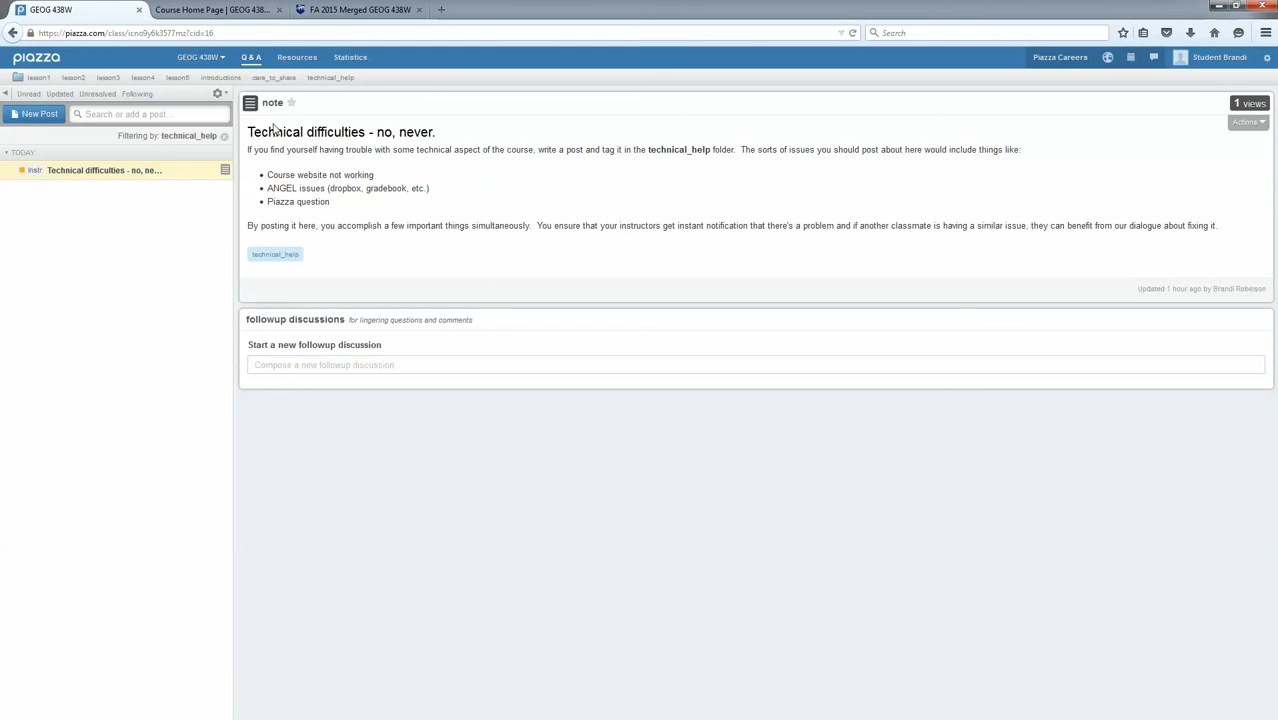 GEOG 438W
Course Home Page | GEOG 438...
FA 2015 Merged GEOG 438W
https://piazza.com/class/icno9y6k3577mz?cid=16
Search
piazza
GEOG 438W
Q & A
Resources
Statistics
Piazza Careers
Student Brandi
lesson1
lesson2
lesson3
lesson4
lesson5
introductions
care_to_share
technical_help
Unread
Updated
Unresolved
Following
New Post
Search or add a post...
Filtering by: technical_help
TODAY
Instr
Technical difficulties - no, ne...
note
1 views
Actions
Technical difficulties - no, never.
If you find yourself having trouble with some technical aspect of the course, write a post and tag it in the technical_help folder. The sorts of issues you should post about here would include things like:
Course website not working
ANGEL issues (dropbox, gradebook, etc.)
Piazza question
By posting it here, you accomplish a few important things simultaneously. You ensure that your instructors get instant notification that there's a problem and if another classmate is having a similar issue, they can benefit from our dialogue about fixing it.
technical_help
Updated 1 hour ago by Brandi Robinson
followup discussions for lingering questions and comments
Start a new followup discussion
Compose a new followup discussion